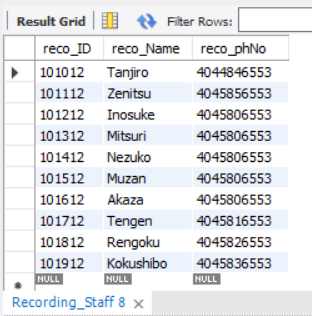 Result Grid Filter Rows:
reco_ID reco_Name reco_phNo
101012 Tanjiro 4044846553
101112 Zenitsu 4045856553
101212 Inosuke 4045806553
101312 Mitsuri 4045806553
101412 Nezuko 4045806553
101512 Muzan 4045806553
101612 Akaza 4045806553
101712 Tengen 4045816553
101812 Rengoku 4045826553
101912 Kokushibo 4045836553
NULL NULL NULL
Recording_Staff 8